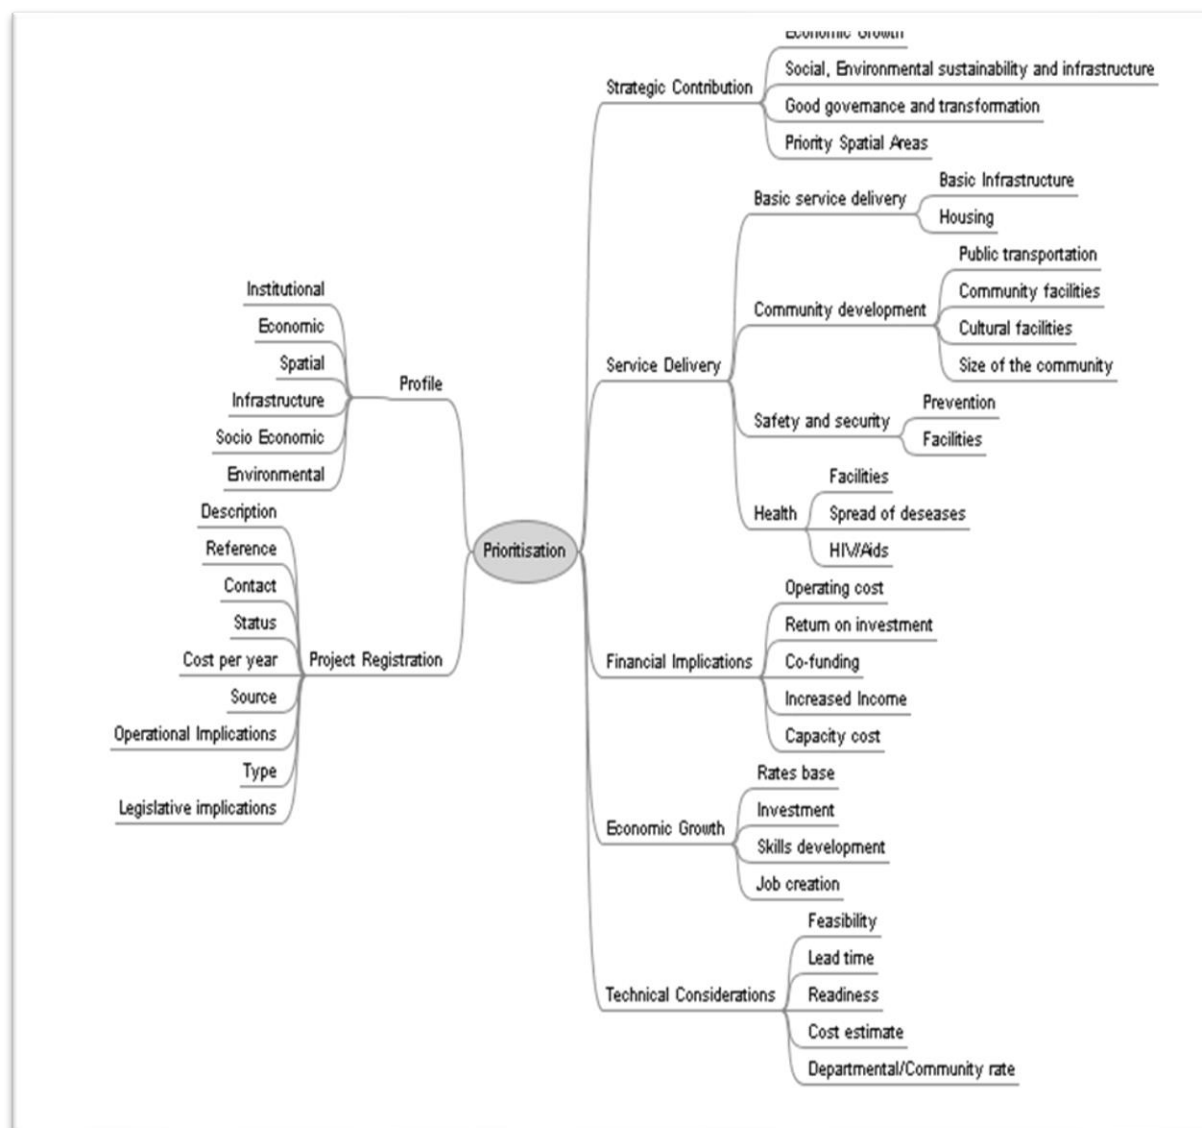 Economic Growth
Strategic Contribution
Social, Environmental sustainability and infrastructure
Good governance and transformation
Priority Spatial Areas
Service Delivery
Basic service delivery
Basic Infrastructure
Housing
Community development
Public transportation
Community facilities
Cultural facilities
Size of the community
Safety and security
Prevention
Facilities
Health
Facilities
Spread of deseases
HIV/Aids
Financial Implications
Operating cost
Return on investment
Co-funding
Increased Income
Capacity cost
Economic Growth
Rates base
Investment
Skills development
Job creation
Technical Considerations
Feasibility
Lead time
Readiness
Cost estimate
Departmental/Community rate
Prioritisation
Profile
Institutional
Economic
Spatial
Infrastructure
Socio Economic
Environmental
Project Registration
Description
Reference
Contact
Status
Cost per year
Source
Operational Implications
Type
Legislative implications